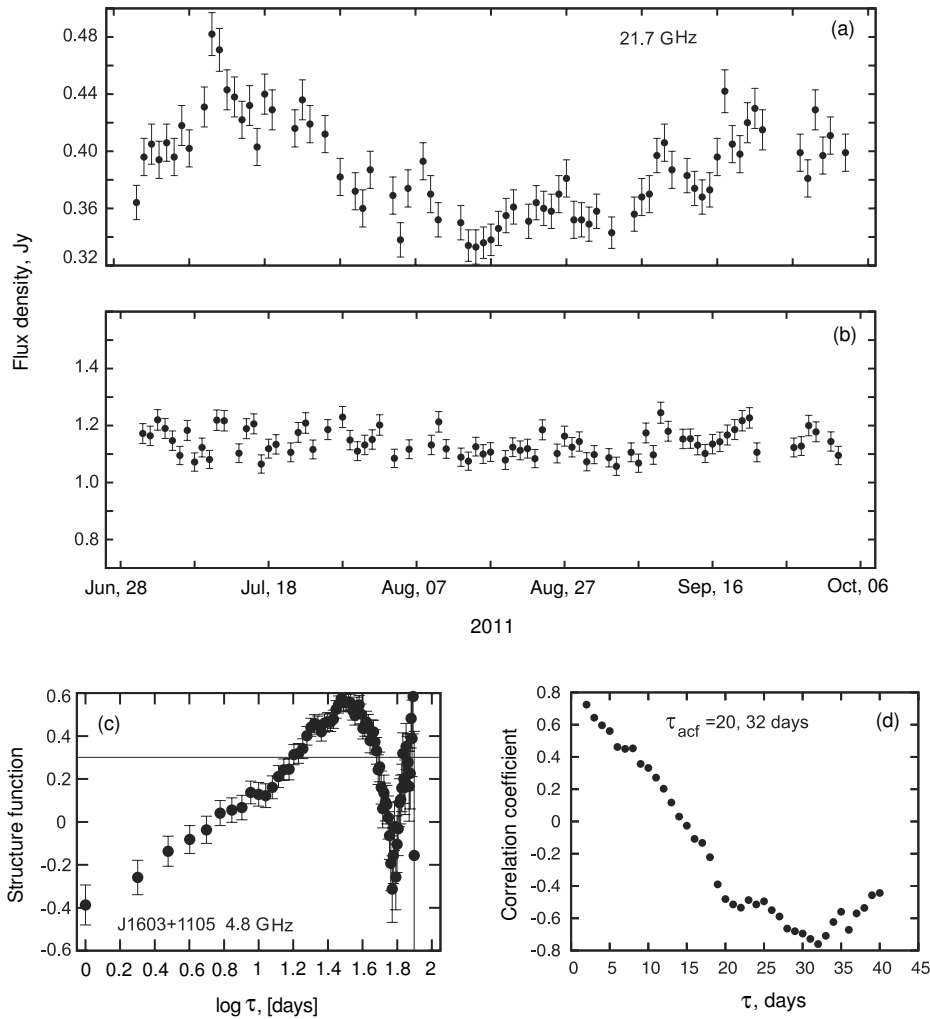 (a)
21.7 GHz
0.48
0.44
0.40
0.36
0.32
Flux density, Jy
(b)
1.4
1.2
1.0
0.8
Jun, 28 Jul, 18 Aug, 07 Aug, 27 Sep, 16 Oct, 06
2011
(c)
0.6
0.4
0.2
0
-0.2
-0.4
-0.6
Structure function
J1603+1105 4.8 GHz
0 0.2 0.4 0.6 0.8 1 1.2 1.4 1.6 1.8 2
log τ, [days]
(d)
τacf =20, 32 days
0.8
0.6
0.4
0.2
0
-0.2
-0.4
-0.6
-0.8
Correlation coefficient
0 5 10 15 20 25 30 35 40 45
τ, days